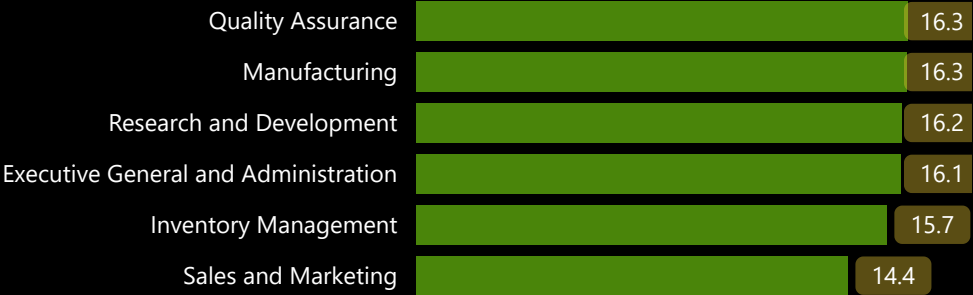 Quality Assurance 16.3
Manufacturing 16.3
Research and Development 16.2
Executive General and Administration 16.1
Inventory Management 15.7
Sales and Marketing 14.4